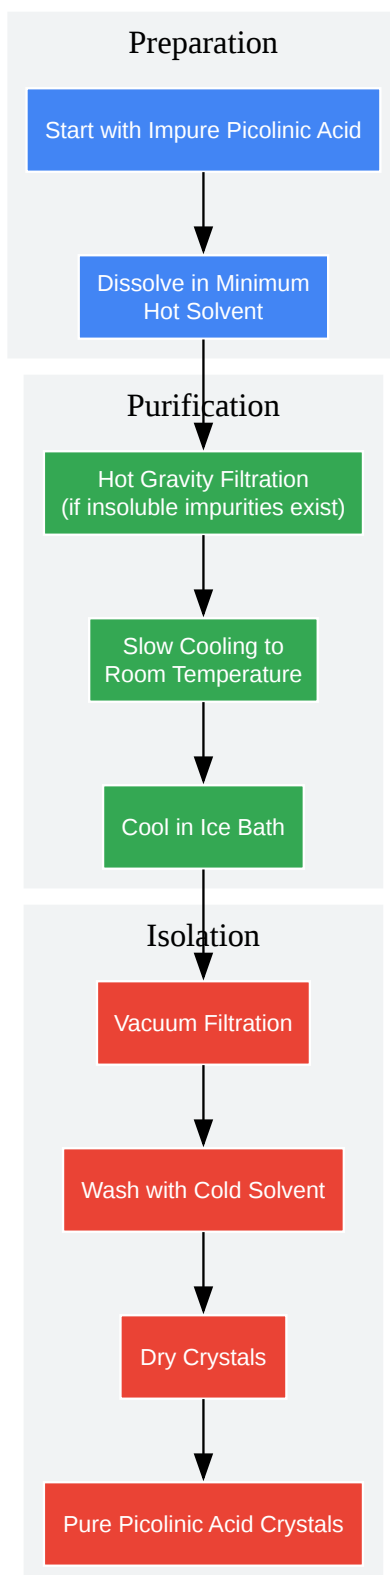 Preparation
Start with Impure Picolinic Acid
Dissolve in Minimum
Hot Solvent
Purification
Hot Gravity Filtration
(if insoluble impurities exist)
Slow Cooling to
Room Temperature
Cool in Ice Bath
Isolation
Vacuum Filtration
Wash with Cold Solvent
Dry Crystals
Pure Picolinic Acid Crystals